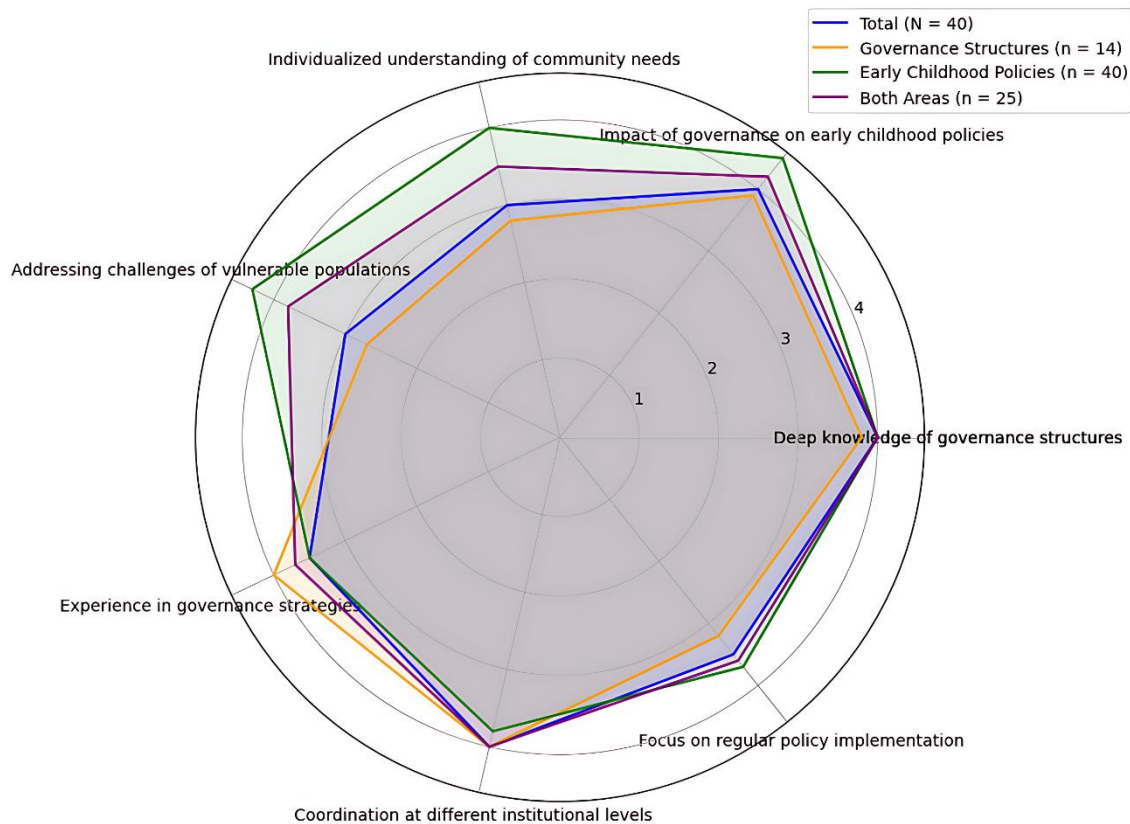 Total (N = 40)
Governance Structures (n = 14)
Early Childhood Policies (n = 40)
Both Areas (n = 25)
Individualized understanding of community needs
Impact of governance on early childhood policies
Addressing challenges of vulnerable populations
4
3
2
1
Deep knowledge of governance structures
Experience in governance strategies
Focus on regular policy implementation
Coordination at different institutional levels